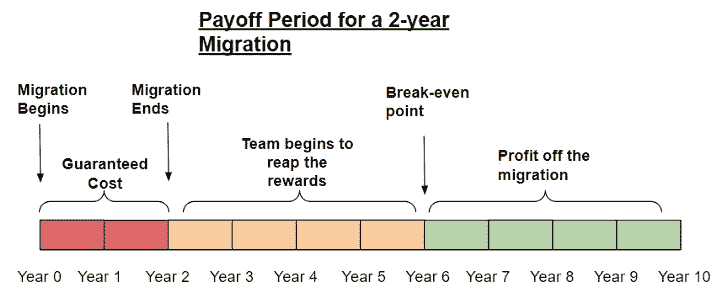 Payoff Period for a 2-year
Migration
Migration
Begins
Migration
Ends
Break-even
point
Guaranteed
Cost
Team begins to
reap the
rewards
Profit off the
migration
Year 0 Year 1 Year 2 Year 3 Year 4 Year 5 Year 6 Year 7 Year 8 Year 9 Year 10